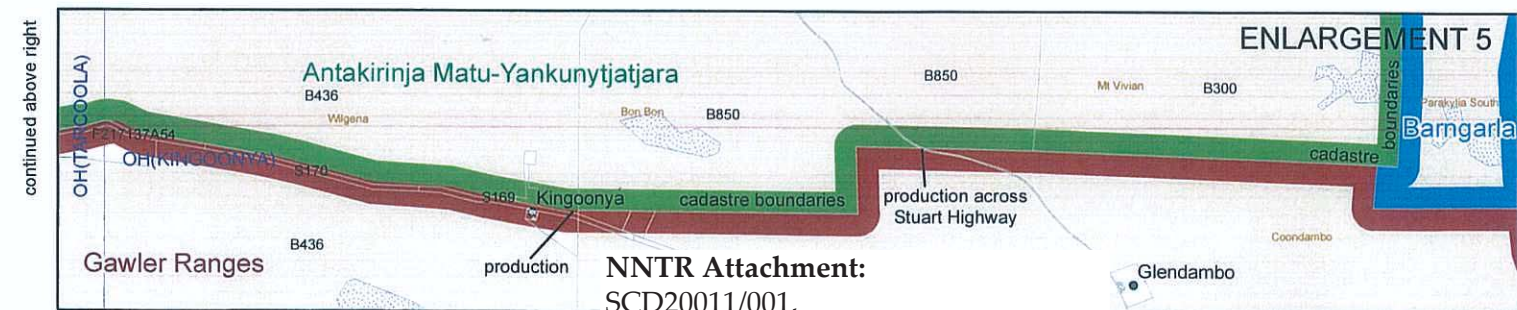 continued above right
ENLARGEMENT 5
Antakirinja Matu-Yankunytjatjara
B436
Wilgena
Bon Bon
B850
B850
Mt Vivian
B300
boundaries
Parakylia South
Barngarla
OH(TARCOOLA)
F217137A54
OH(KINGOONYA)
S170
S169
Kingoonya
cadastre boundaries
production across
Stuart Highway
cadastre
B436
Gawler Ranges
production
Coondambo
Glendambo
NNTR Attachment:
SCD20011/001.